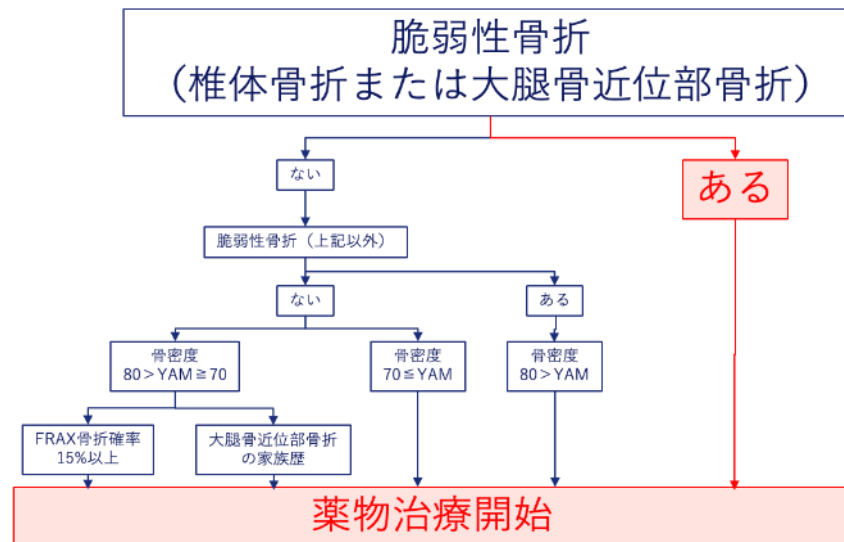 脆弱性骨折
（椎体骨折または大腿骨近位部骨折）
ない
ある
脆弱性骨折（上記以外）
ない
ある
骨密度
80＞YAM≧70
骨密度
70≦YAM
骨密度
80＞YAM
FRAX骨折確率
15%以上
大腿骨近位部骨折
の家族歴
薬物治療開始